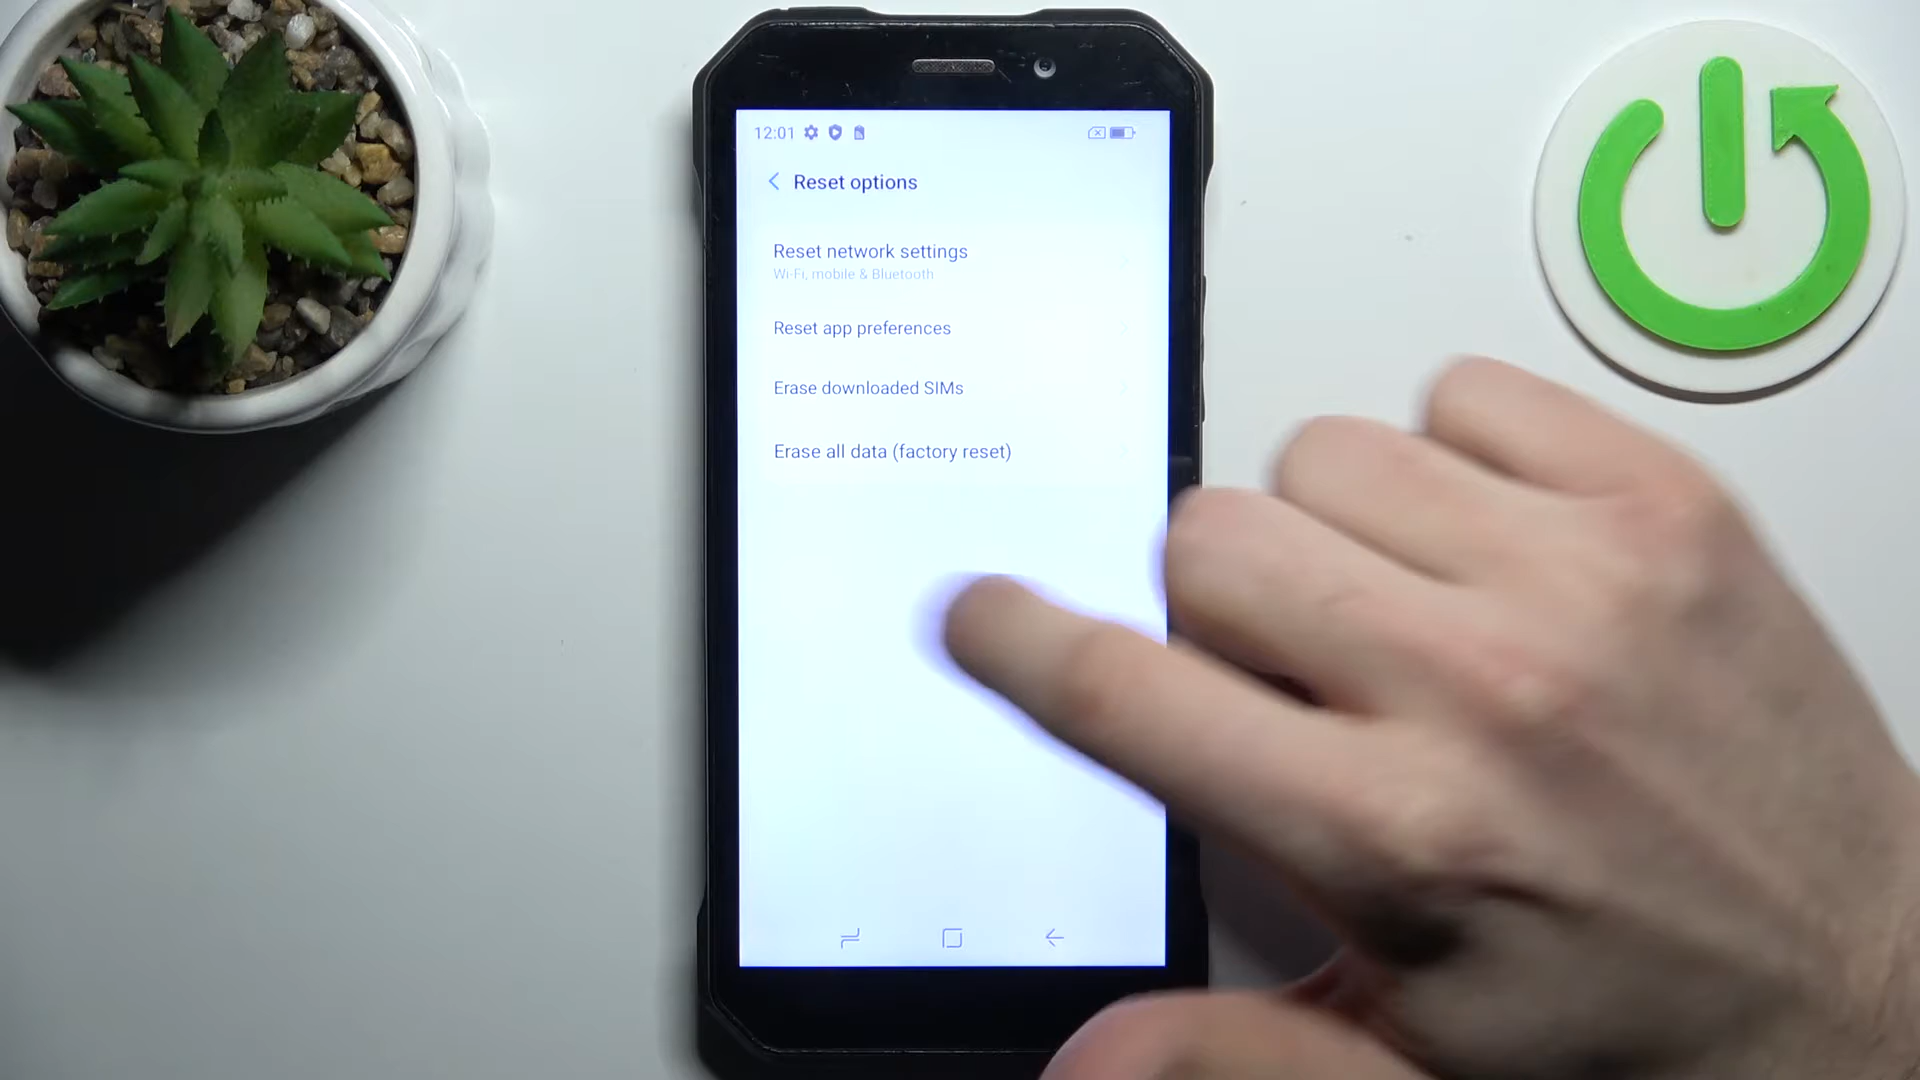 12:01
Reset options
Reset network settings
Wi-Fi, mobile & Bluetooth
Reset app preferences
Erase downloaded SIMs
Erase all data (factory reset)